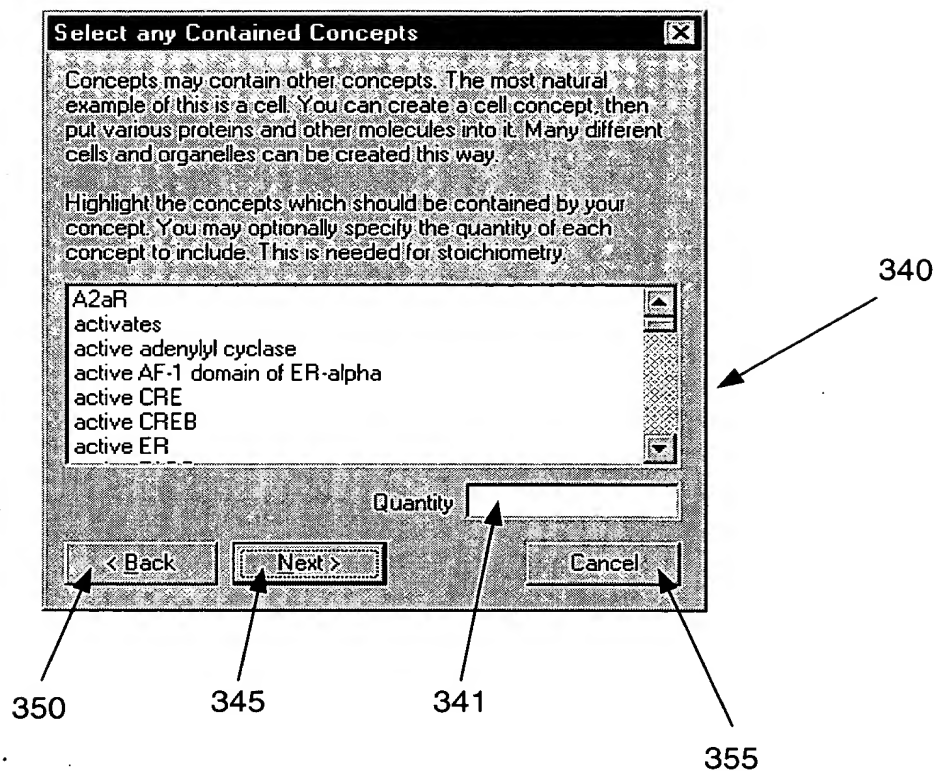 Select any Contained Concepts
Concepts may contain other concepts. The most natural
example of this is a cell. You can create a cell concept, then
put various proteins and other molecules into it. Many different
cells and organelles can be created this way.
Highlight the concepts which should be contained by your
concept. You may optionally specify the quantity of each
concept to include. This is needed for stoichiometry.
A2aR
activates
active adenylyl cyclase
active AF-1 domain of ER-alpha
active CRE
active CREB
active ER
340
Quantity
< Back Next > Cancel
350 345 341
355